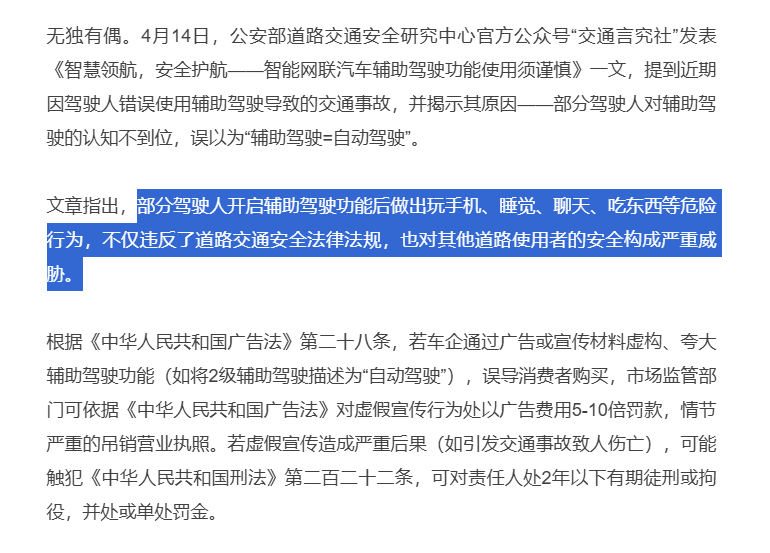 无独有偶。4月14日，公安部道路交通安全研究中心官方公众号“交通言究社”发表
《智慧领航，安全护航——智能网联汽车辅助驾驶功能使用须谨慎》一文，提到近期
因驾驶人错误使用辅助驾驶导致的交通事故，并揭示其原因——部分驾驶人对辅助驾
驶的认知不到位，误以为“辅助驾驶=自动驾驶”。
文章指出，部分驾驶人开启辅助驾驶功能后做出玩手机、睡觉、聊天、吃东西等危险
行为，不仅违反了道路交通安全法律法规，也对其他道路使用者的安全构成严重威
胁。
根据《中华人民共和国广告法》第二十八条，若车企通过广告或宣传材料虚构、夸大
辅助驾驶功能（如将2级辅助驾驶描述为“自动驾驶”），误导消费者购买，市场监管部
门可依据《中华人民共和国广告法》对虚假宣传行为处以广告费用5-10倍罚款，情节
严重的吊销营业执照。若虚假宣传造成严重后果（如引发交通事故致人伤亡），可能
触犯《中华人民共和国刑法》第二百二十二条，可对责任人处2年以下有期徒刑或拘
役，并处或单处罚金。